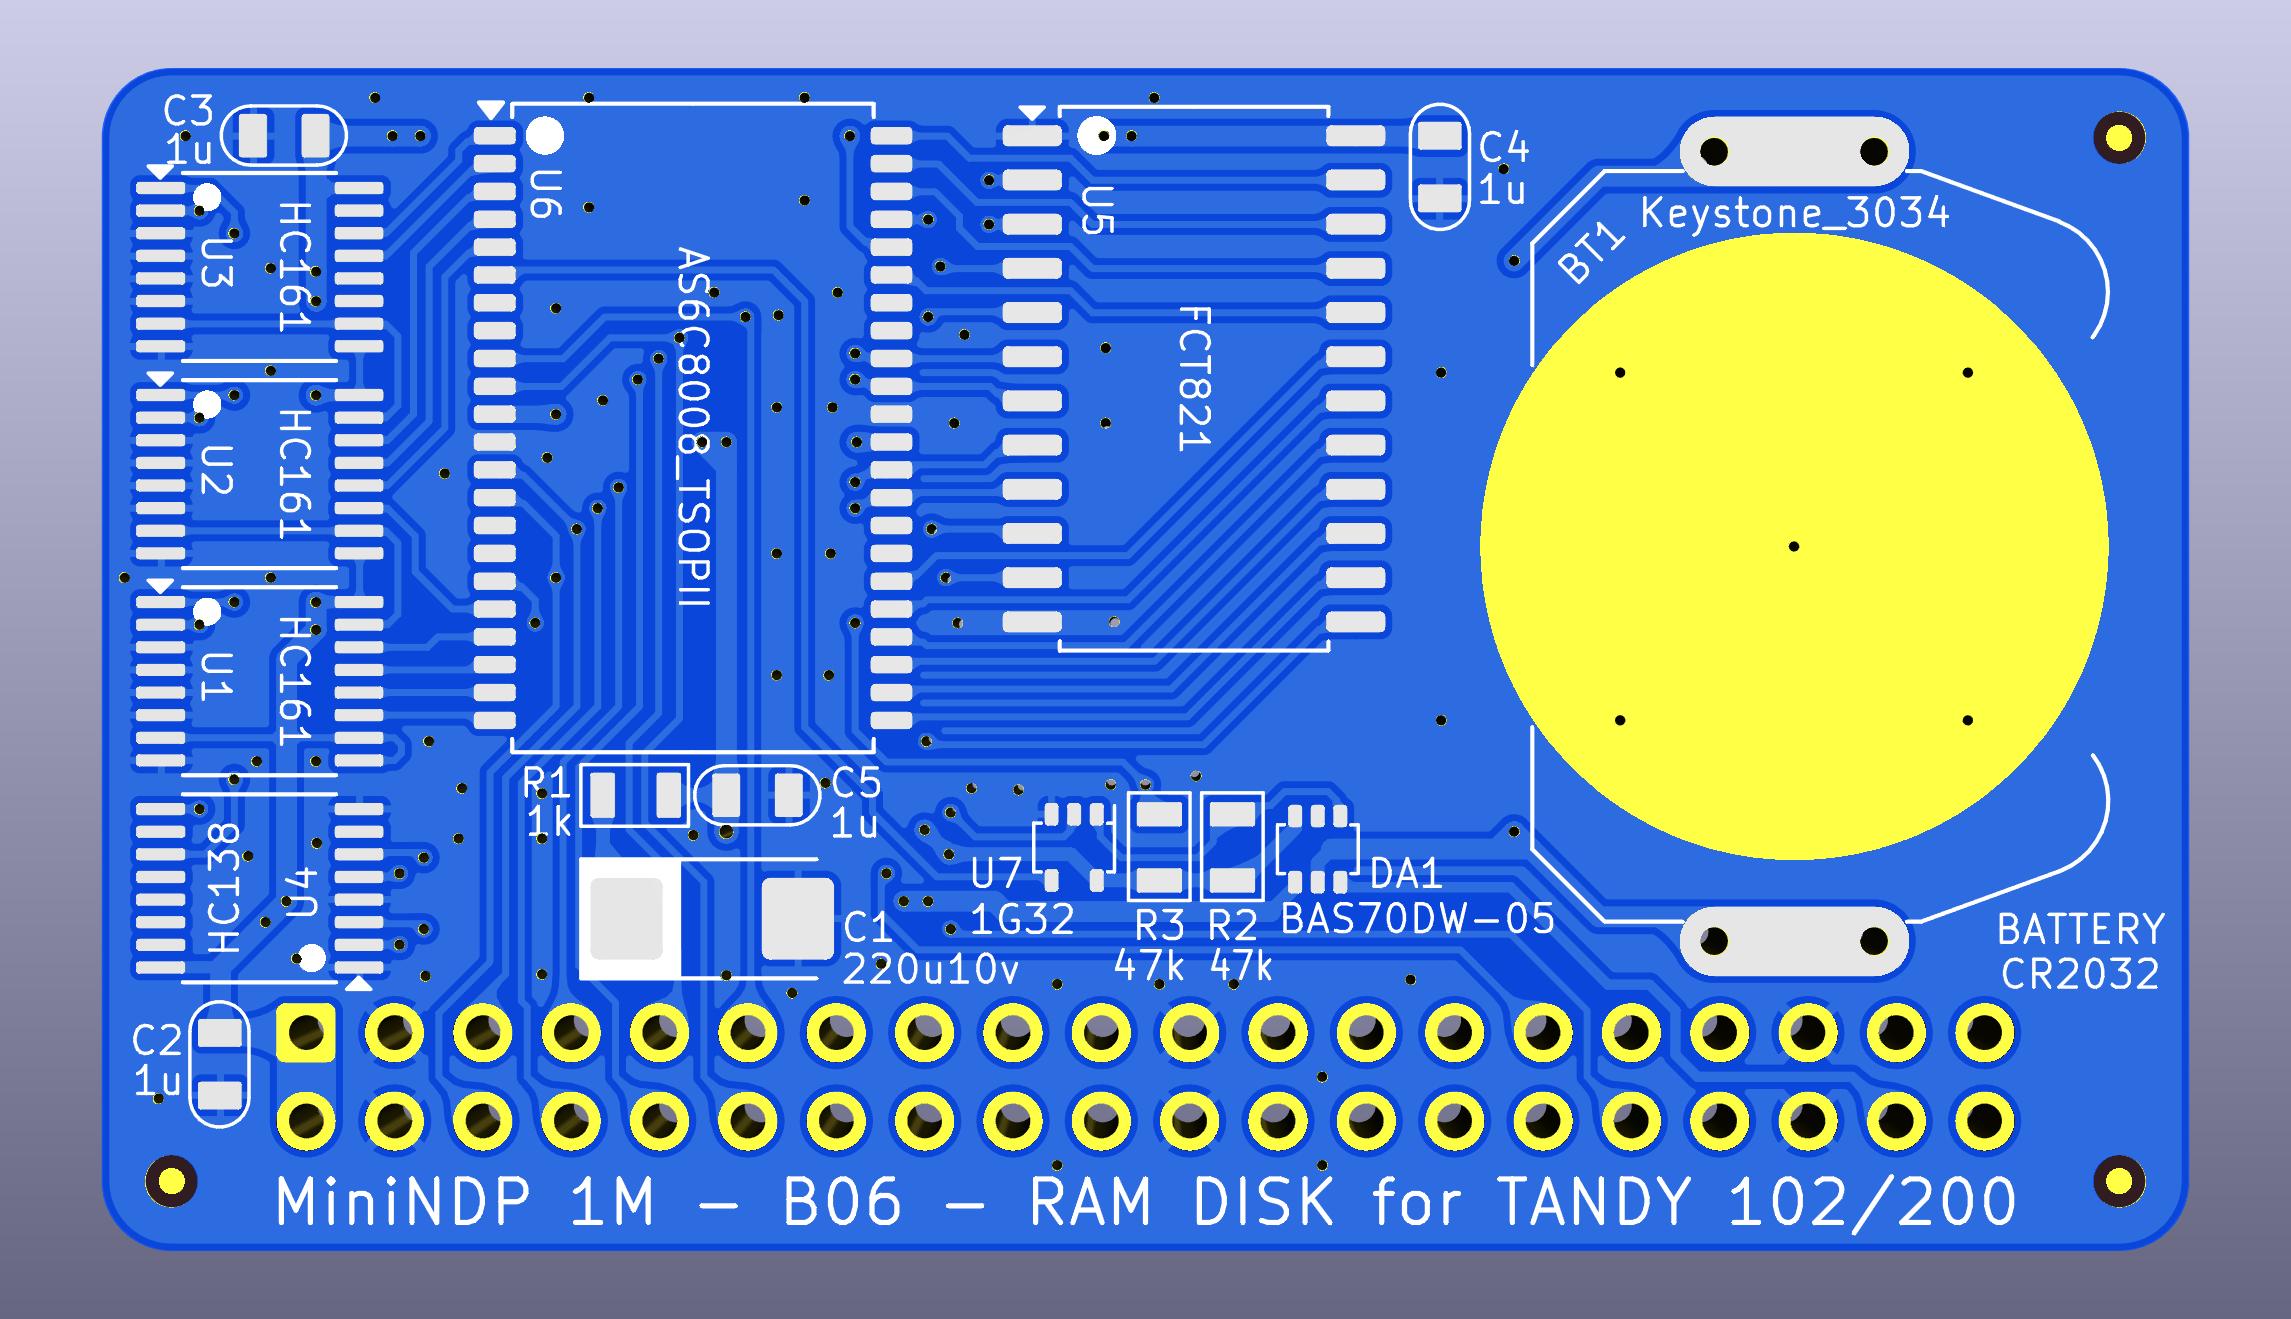 C3
1u
U6
U5
C4
1u
Keystone_3034
BT1
U3
HC161
AS6C8008_TSOPII
FCT821
U2
HC161
U1
HC161
R1
1k
C5
1u
HC138
U4
U7
1G32
R3
47k
R2
47k
DA1
BAS70DW-05
C1
220u10v
BATTERY
CR2032
C2
1u
MiniNDP 1M - B06 - RAM DISK for TANDY 102/200